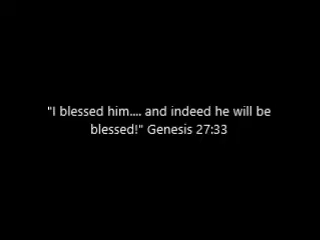 "I blessed him.... and indeed he will be
blessed!" Genesis 27:33